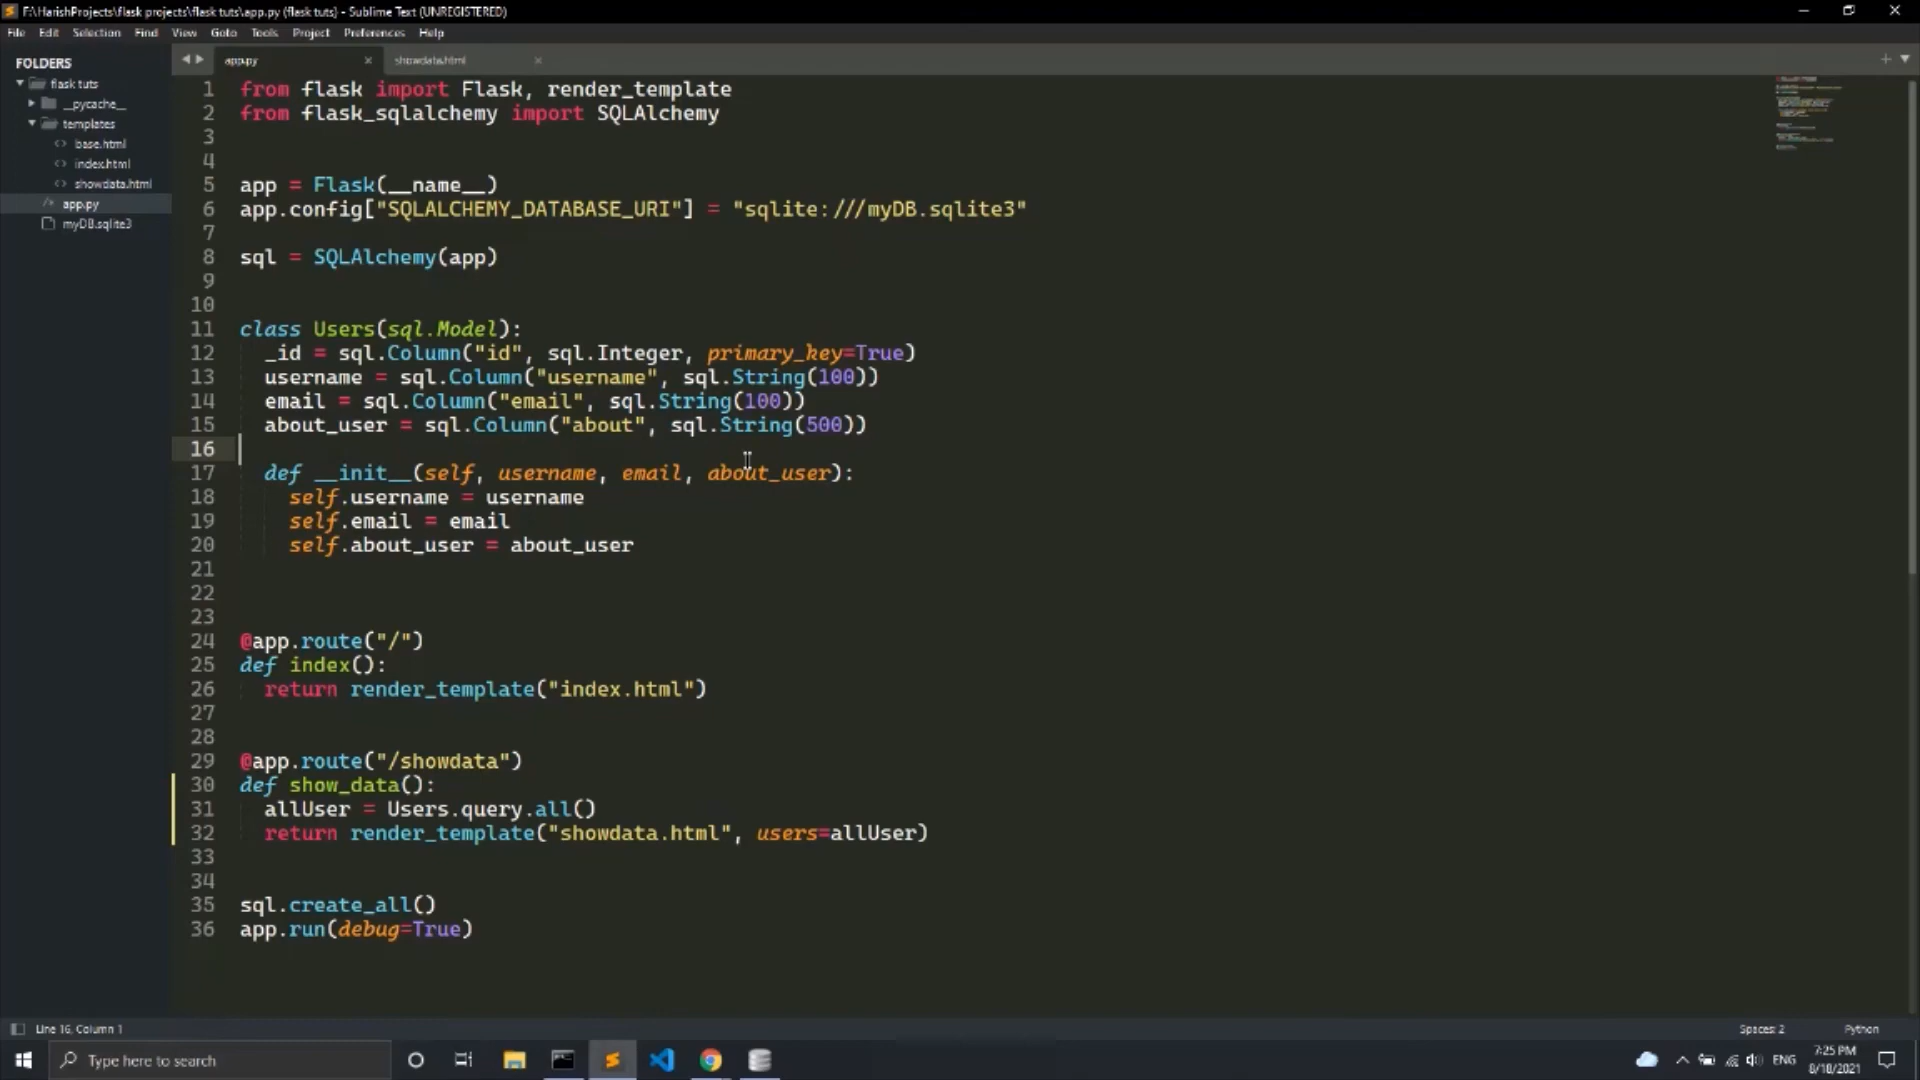 F:\HarishProjects\flask projects\flask tuts\app.py (flask tuts) - Sublime Text (UNREGISTERED)
File Edit Selection Find View Goto Tools Project Preferences Help
FOLDERS
flask tuts
__pycache__
templates
base.html
index.html
showdata.html
app.py
myDB.sqlite3
app.py showdata.html
1 from flask import Flask, render_template
2 from flask_sqlalchemy import SQLAlchemy
3
4
5 app = Flask(__name__)
6 app.config["SQLALCHEMY_DATABASE_URI"] = "sqlite:///myDB.sqlite3"
7
8 sql = SQLAlchemy(app)
9
10
11 class Users(sql.Model):
12 _id = sql.Column("id", sql.Integer, primary_key=True)
13 username = sql.Column("username", sql.String(100))
14 email = sql.Column("email", sql.String(100))
15 about_user = sql.Column("about", sql.String(500))
16
17 def __init__(self, username, email, about_user):
18 self.username = username
19 self.email = email
20 self.about_user = about_user
21
22
23
24 @app.route("/")
25 def index():
26 return render_template("index.html")
27
28
29 @app.route("/showdata")
30 def show_data():
31 allUser = Users.query.all()
32 return render_template("showdata.html", users=allUser)
33
34
35 sql.create_all()
36 app.run(debug=True)
Line 16, Column 1
Spaces: 2
Python
Type here to search
ENG
7:25 PM
8/18/2021